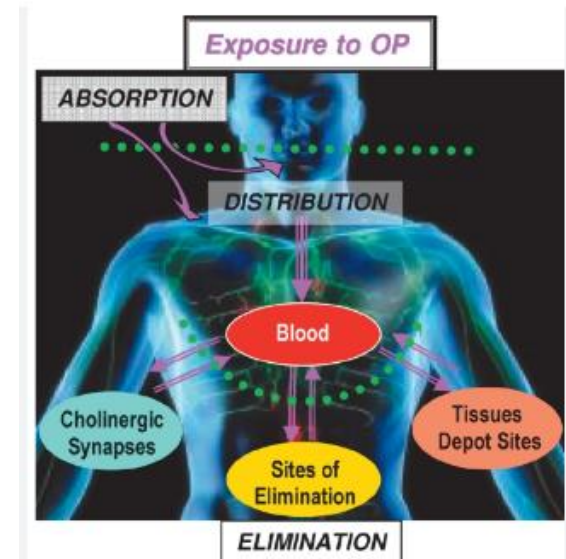 Exposure to OP
ABSORPTION
DISTRIBUTION
Blood
Cholinergic
Synapses
Tissues
Depot Sites
Sites of
Elimination
ELIMINATION